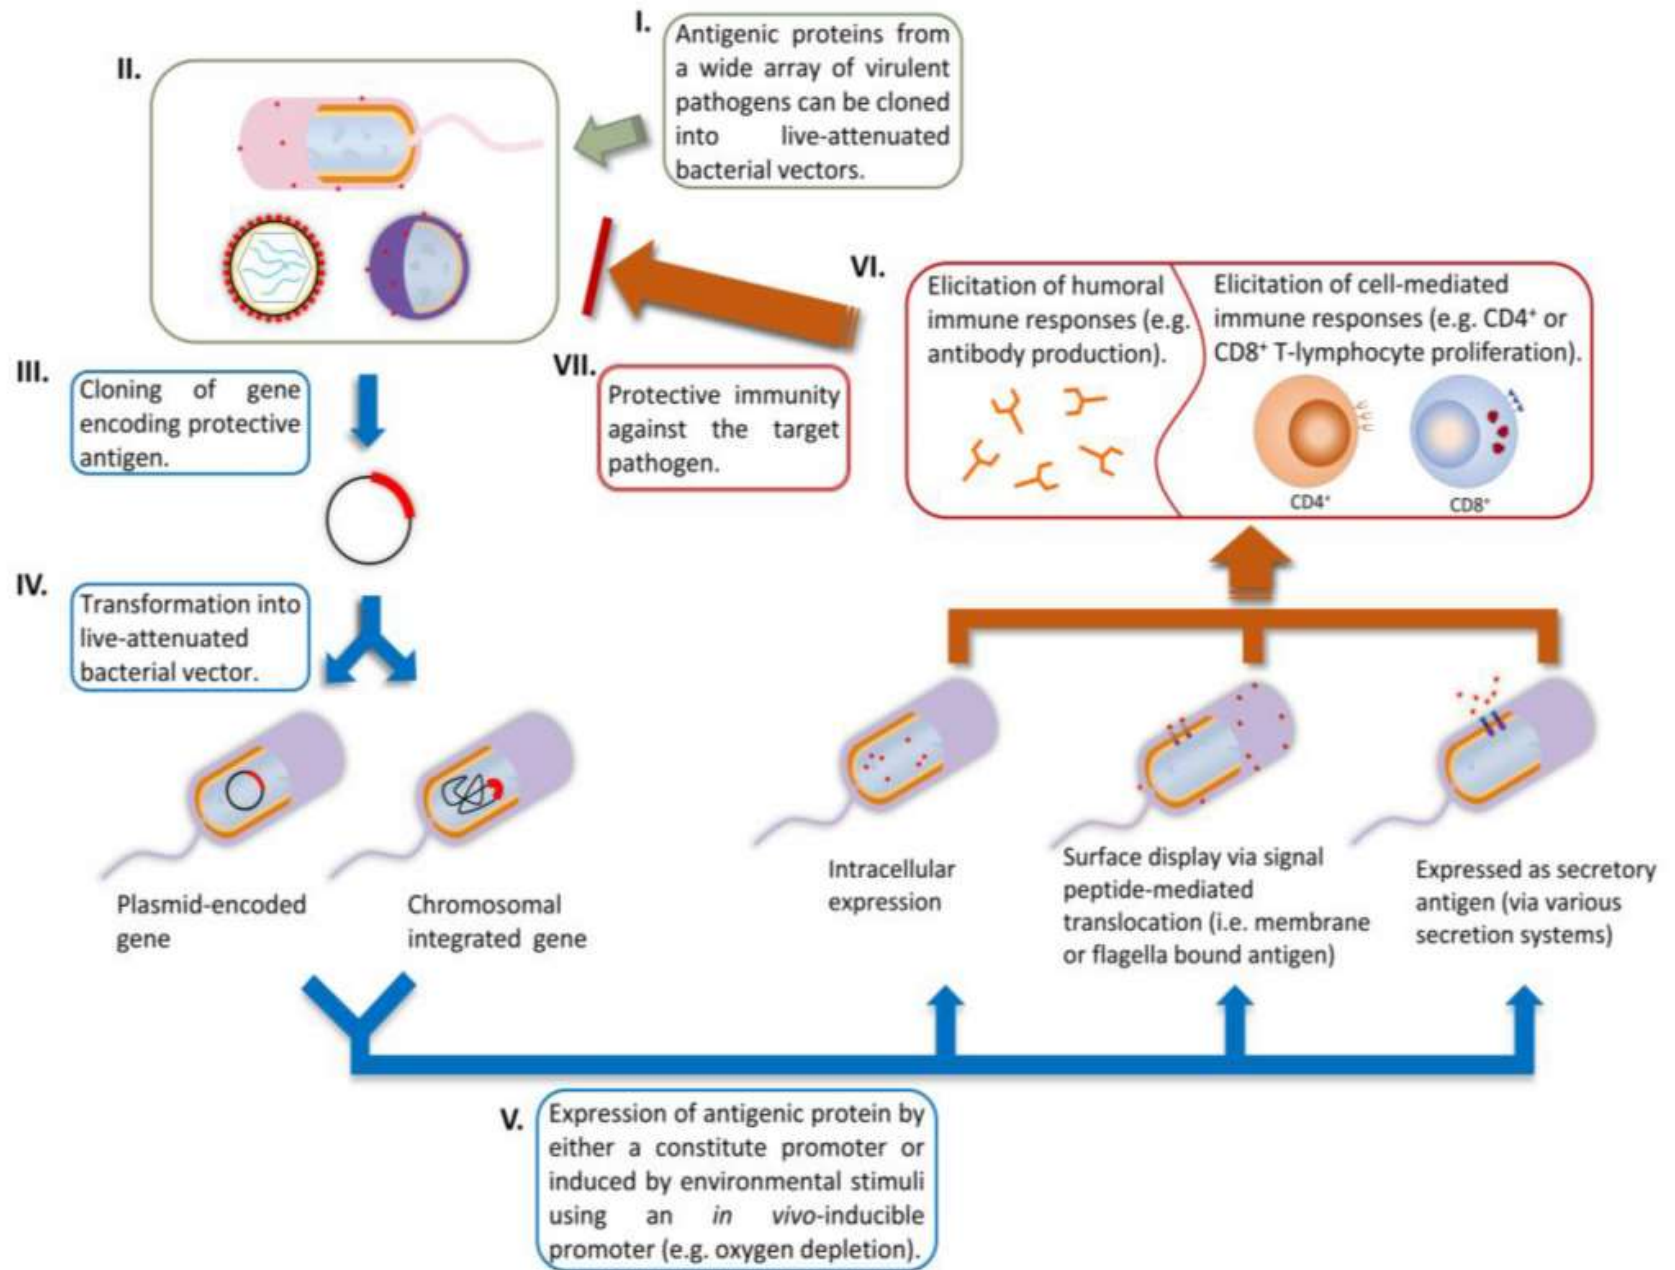 I.
Antigenic proteins from
a wide array of virulent
pathogens can be cloned
into live-attenuated
bacterial vectors.
II.
III.
Cloning of gene
encoding protective
antigen.
IV.
Transformation into
live-attenuated
bacterial vector.
Plasmid-encoded
gene
Chromosomal
integrated gene
V.
Expression of antigenic protein by
either a constitute promoter or
induced by environmental stimuli
using an in vivo-inducible
promoter (e.g. oxygen depletion).
Intracellular
expression
Surface display via signal
peptide-mediated
translocation (i.e. membrane
or flagella bound antigen)
Expressed as secretory
antigen (via various
secretion systems)
VI.
Elicitation of humoral
immune responses (e.g.
antibody production).
Elicitation of cell-mediated
immune responses (e.g. CD4⁺ or
CD8⁺ T-lymphocyte proliferation).
CD4⁺
CD8⁺
VII.
Protective immunity
against the target
pathogen.